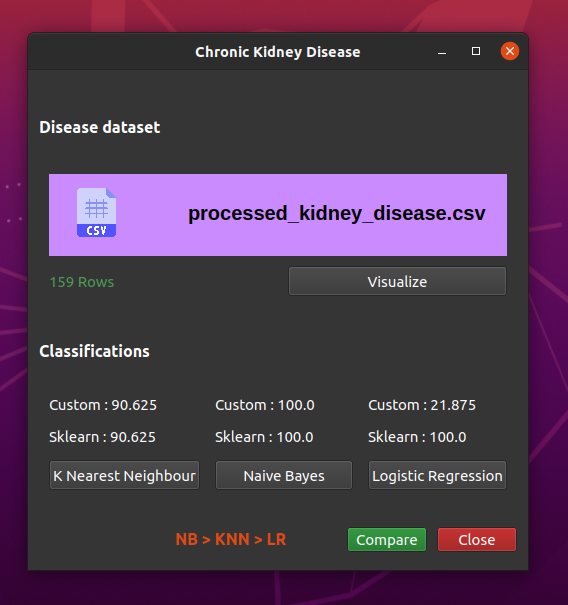 Chronic Kidney Disease
Disease dataset
CSV
processed_kidney_disease.csv
159 Rows
Visualize
Classifications
Custom : 90.625 Custom : 100.0 Custom : 21.875
Sklearn : 90.625 Sklearn : 100.0 Sklearn : 100.0
K Nearest Neighbour Naive Bayes Logistic Regression
NB > KNN > LR Compare Close